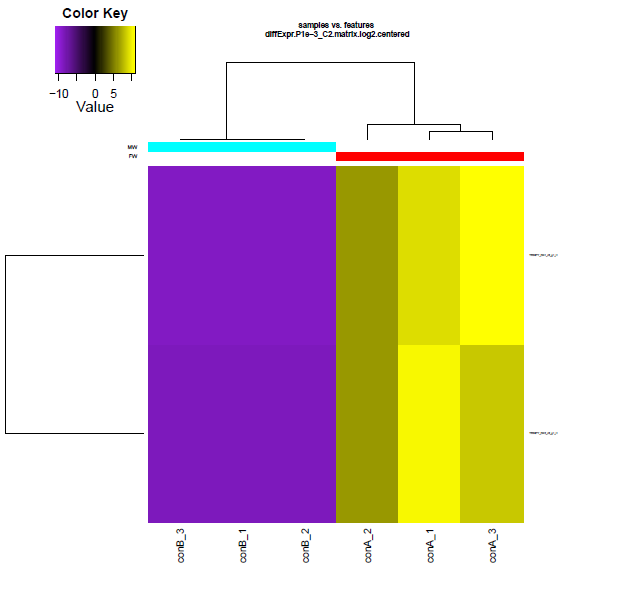 Color Key
−10 0 5
Value
samples vs. features
diffExpr.P1e−3_C2.matrix.log2.centered
MW
FW
conB_3
conB_1
conB_2
conA_2
conA_1
conA_3